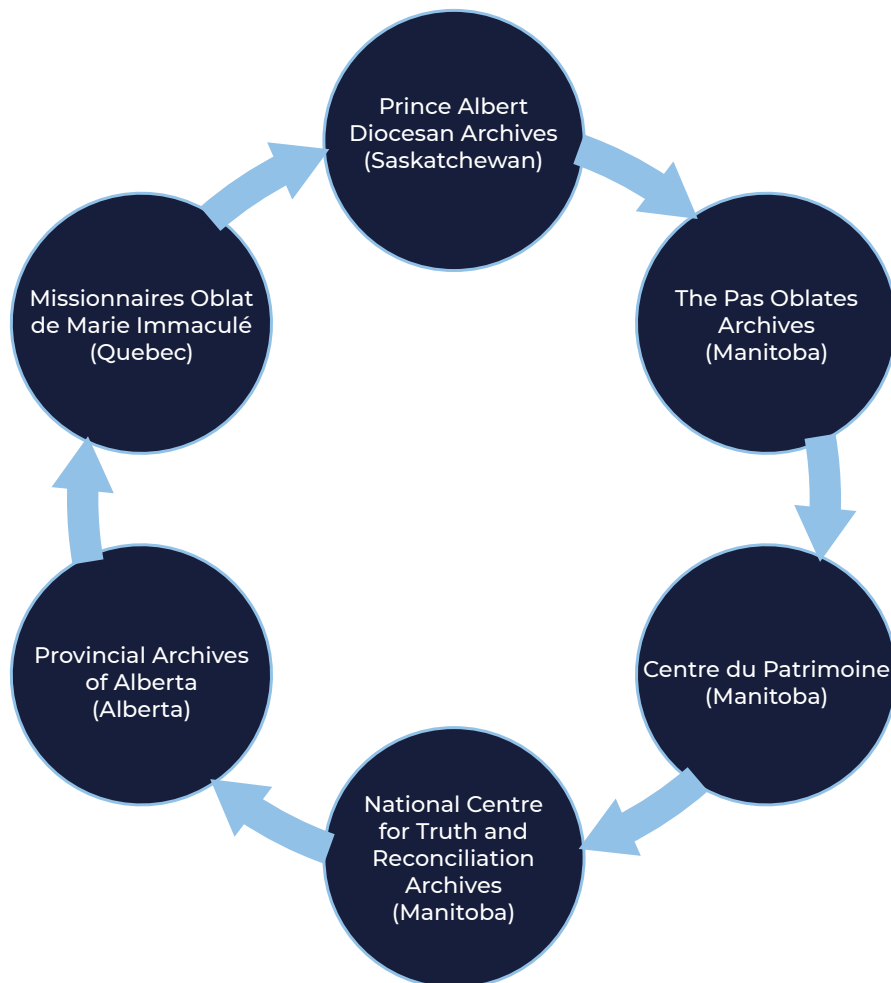 Prince Albert
Diocesan Archives
(Saskatchewan)
The Pas Oblates
Archives
(Manitoba)
Centre du Patrimoine
(Manitoba)
National Centre
for Truth and
Reconciliation
Archives
(Manitoba)
Provincial Archives
of Alberta
(Alberta)
Missionnaires Oblat
de Marie Immaculé
(Quebec)